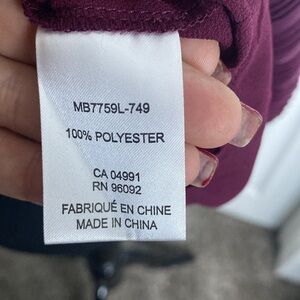 MB7759L-749
100% POLYESTER
CA 04991
RN 96092
FABRIQUÉ EN CHINE
MADE IN CHINA